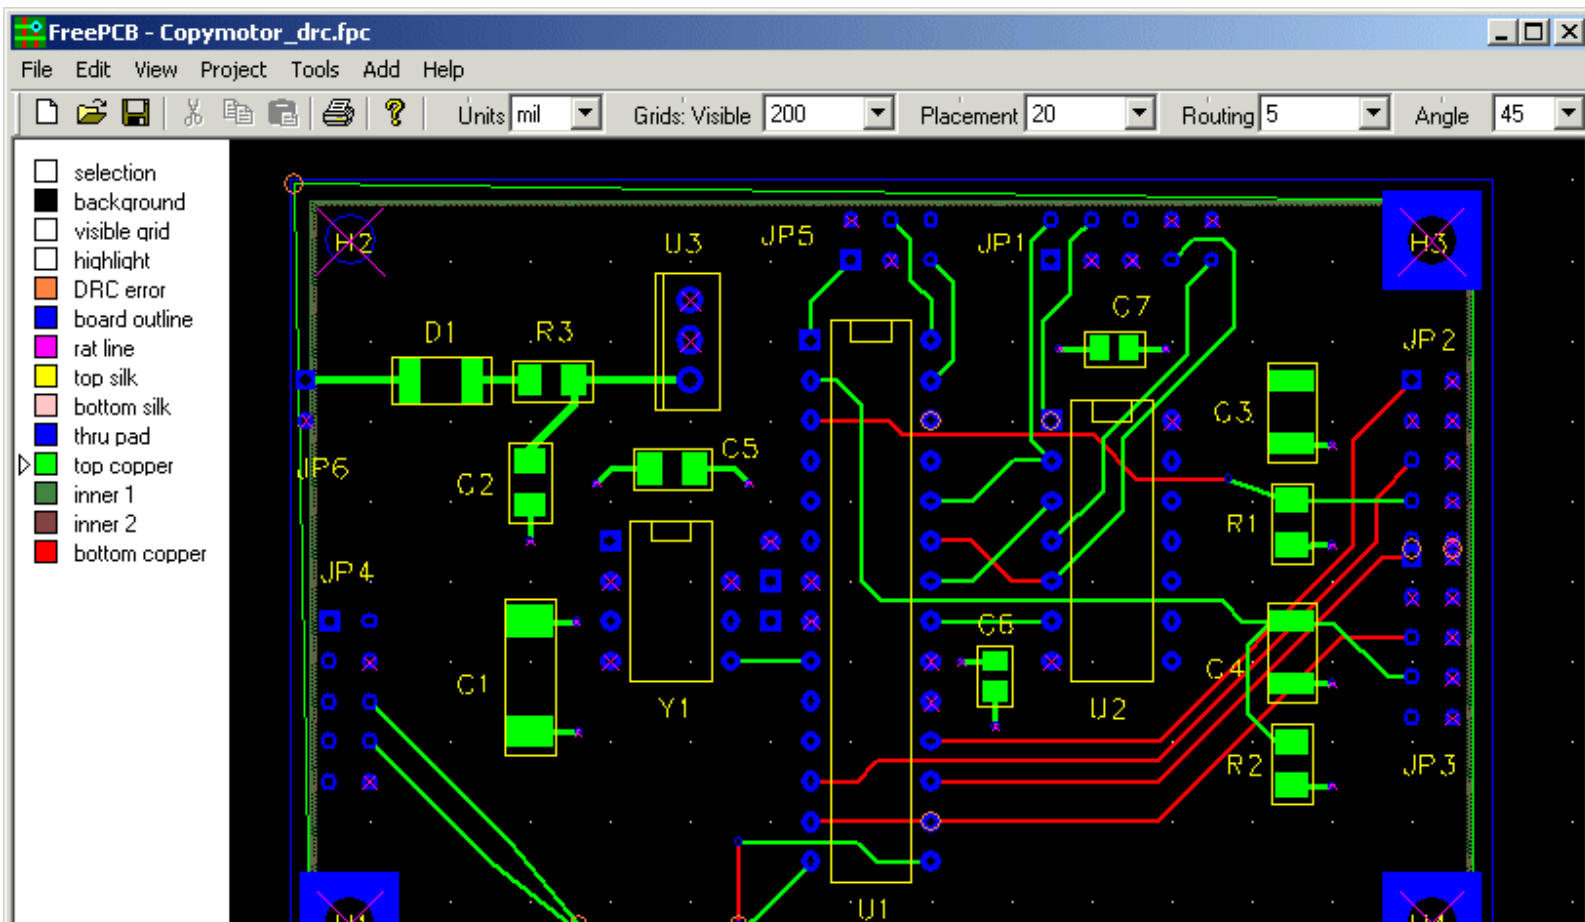 FreePCB - Copymotor_drc.fpc
File Edit View Project Tools Add Help
Units mil Grids: Visible 200 Placement 20 Routing 5 Angle 45
selection
background
visible grid
highlight
DRC error
board outline
rat line
top silk
bottom silk
thru pad
top copper
inner 1
inner 2
bottom copper
H2 U3 JP5 JP1 H3
D1 R3 C7 JP2
C3
JP6 C2 C5
R1
JP4
C6
C1 Y1 U2 C4
R2 JP3
U1